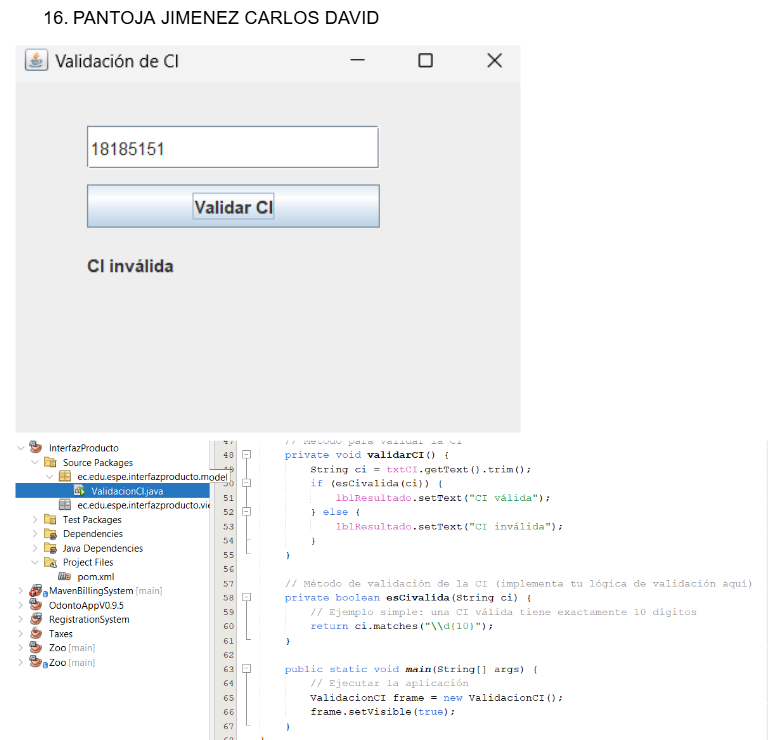 16. PANTOJA JIMENEZ CARLOS DAVID
Validación de CI
18185151
Validar CI
CI inválida
InterfazProducto
Source Packages
ec.edu.espe.interfazproducto.model
ValidacionCI.java
ec.edu.espe.interfazproducto.vie
Test Packages
Dependencies
Java Dependencies
Project Files
pom.xml
MavenBillingSystem [main]
OdontoAppV0.9.5
RegistrationSystem
Taxes
Zoo [main]
Zoo [main]
47 // Método para validar la CI
48 private void validarCI() {
49 String ci = txtCI.getText().trim();
50 if (esCivalida(ci)) {
51 lblResultado.setText("CI válida");
52 } else {
53 lblResultado.setText("CI inválida");
54 }
55 }
56
57 // Método de validación de la CI (implementa tu lógica de validación aquí)
58 private boolean esCivalida(String ci) {
59 // Ejemplo simple: una CI válida tiene exactamente 10 dígitos
60 return ci.matches("\\d{10}");
61 }
62
63 public static void main(String[] args) {
64 // Ejecutar la aplicación
65 ValidacionCI frame = new ValidacionCI();
66 frame.setVisible(true);
67 }
68 }